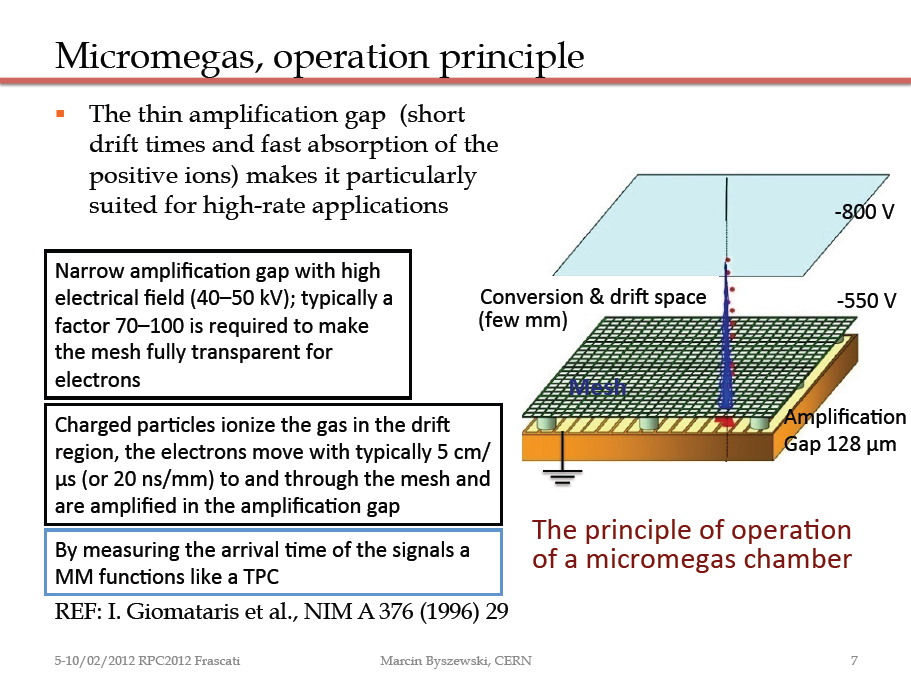 Micromegas, operation principle
The thin amplification gap (short
drift times and fast absorption of the
positive ions) makes it particularly
suited for high-rate applications
Narrow amplification gap with high
electrical field (40–50 kV); typically a
factor 70–100 is required to make
the mesh fully transparent for
electrons
Charged particles ionize the gas in the drift
region, the electrons move with typically 5 cm/
µs (or 20 ns/mm) to and through the mesh and
are amplified in the amplification gap
By measuring the arrival time of the signals a
MM functions like a TPC
REF: I. Giomataris et al., NIM A 376 (1996) 29
-800 V
Conversion & drift space
(few mm)
-550 V
Mesh
Amplification
Gap 128 µm
The principle of operation
of a micromegas chamber
5-10/02/2012 RPC2012 Frascati
Marcin Byszewski, CERN
7